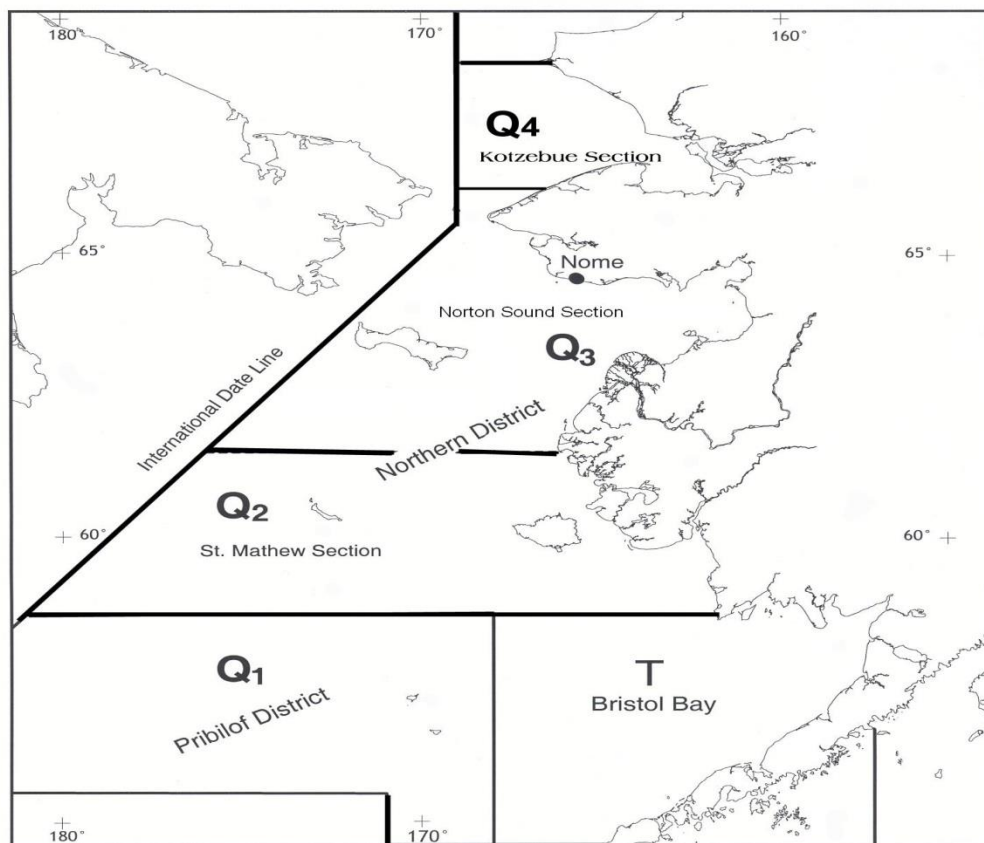 180°
170°
160°
Q4
Kotzebue Section
65°
65°
Nome
Norton Sound Section
Q3
International Date Line
Northern District
Q2
St. Mathew Section
60°
60°
Q1
Pribilof District
T
Bristol Bay
180°
170°
160°